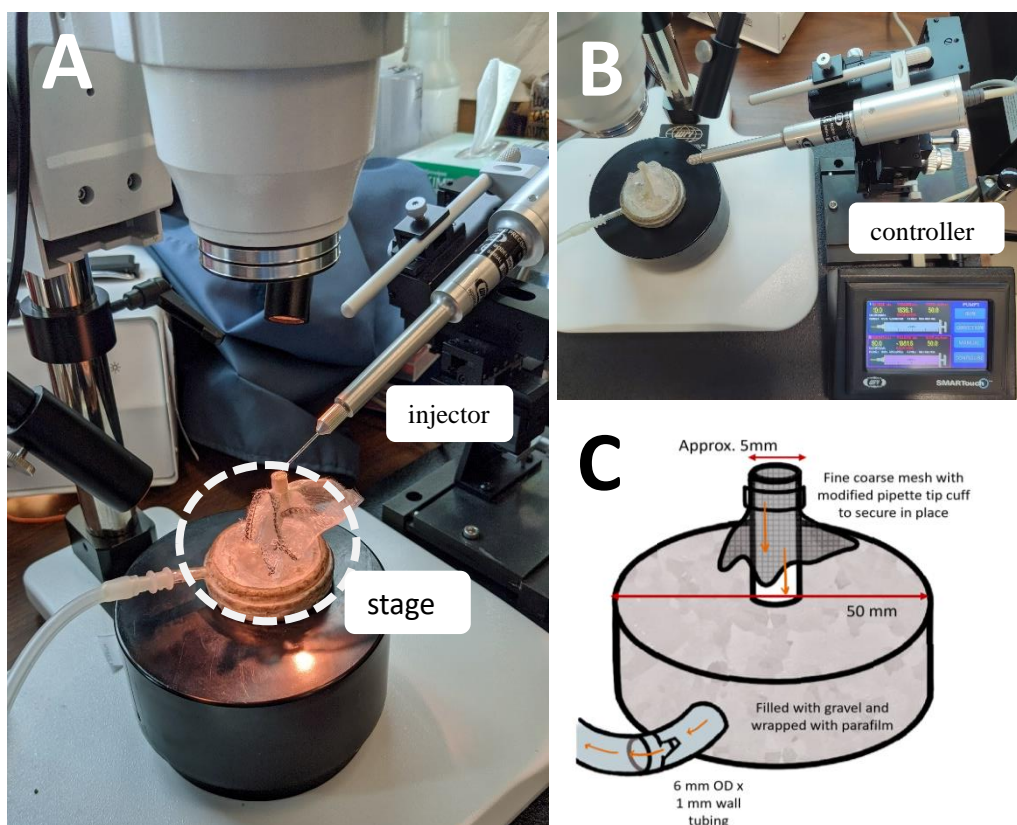 A
injector
stage
B
controller
SMARTouch™
C
Approx. 5mm
Fine coarse mesh with
modified pipette tip cuff
to secure in place
50 mm
Filled with gravel and
wrapped with parafilm
6 mm OD x
1 mm wall
tubing